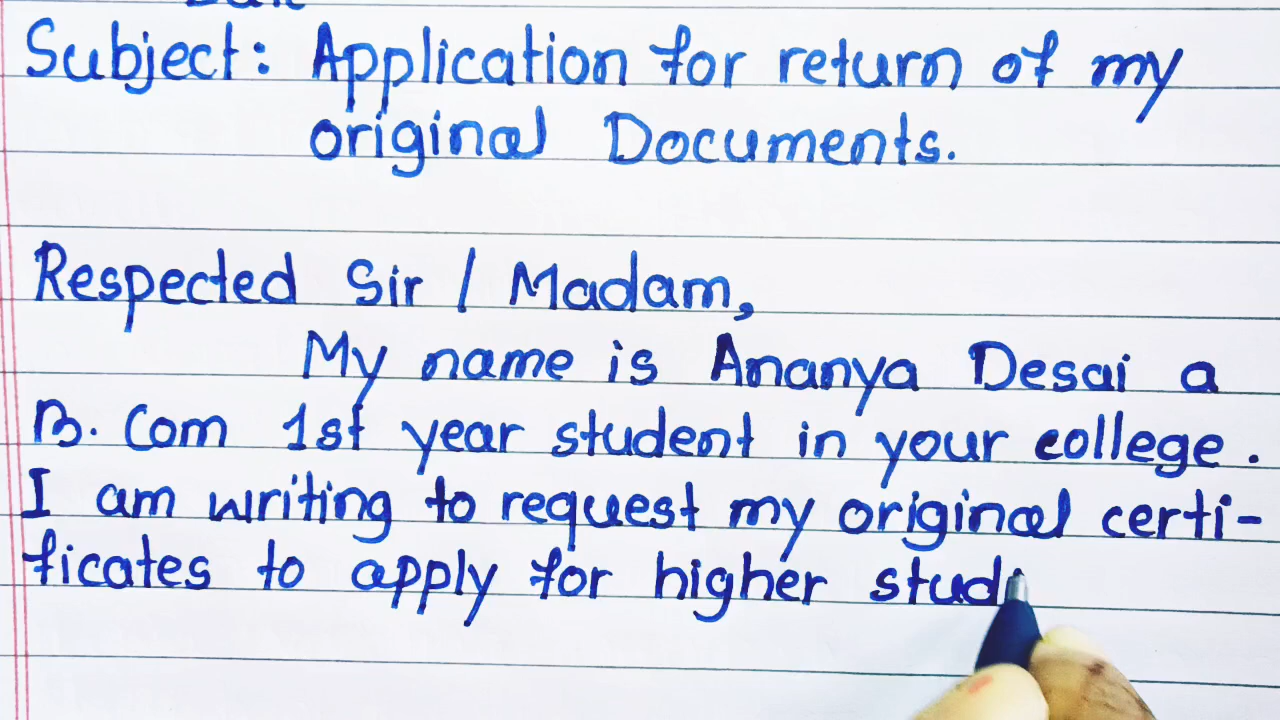 Subject: Application for return of my
original Documents.
Respected Sir / Madam,
My name is Ananya Desai a
B. Com 1st year student in your college.
I am writing to request my original certi-
ficates to apply for higher stud